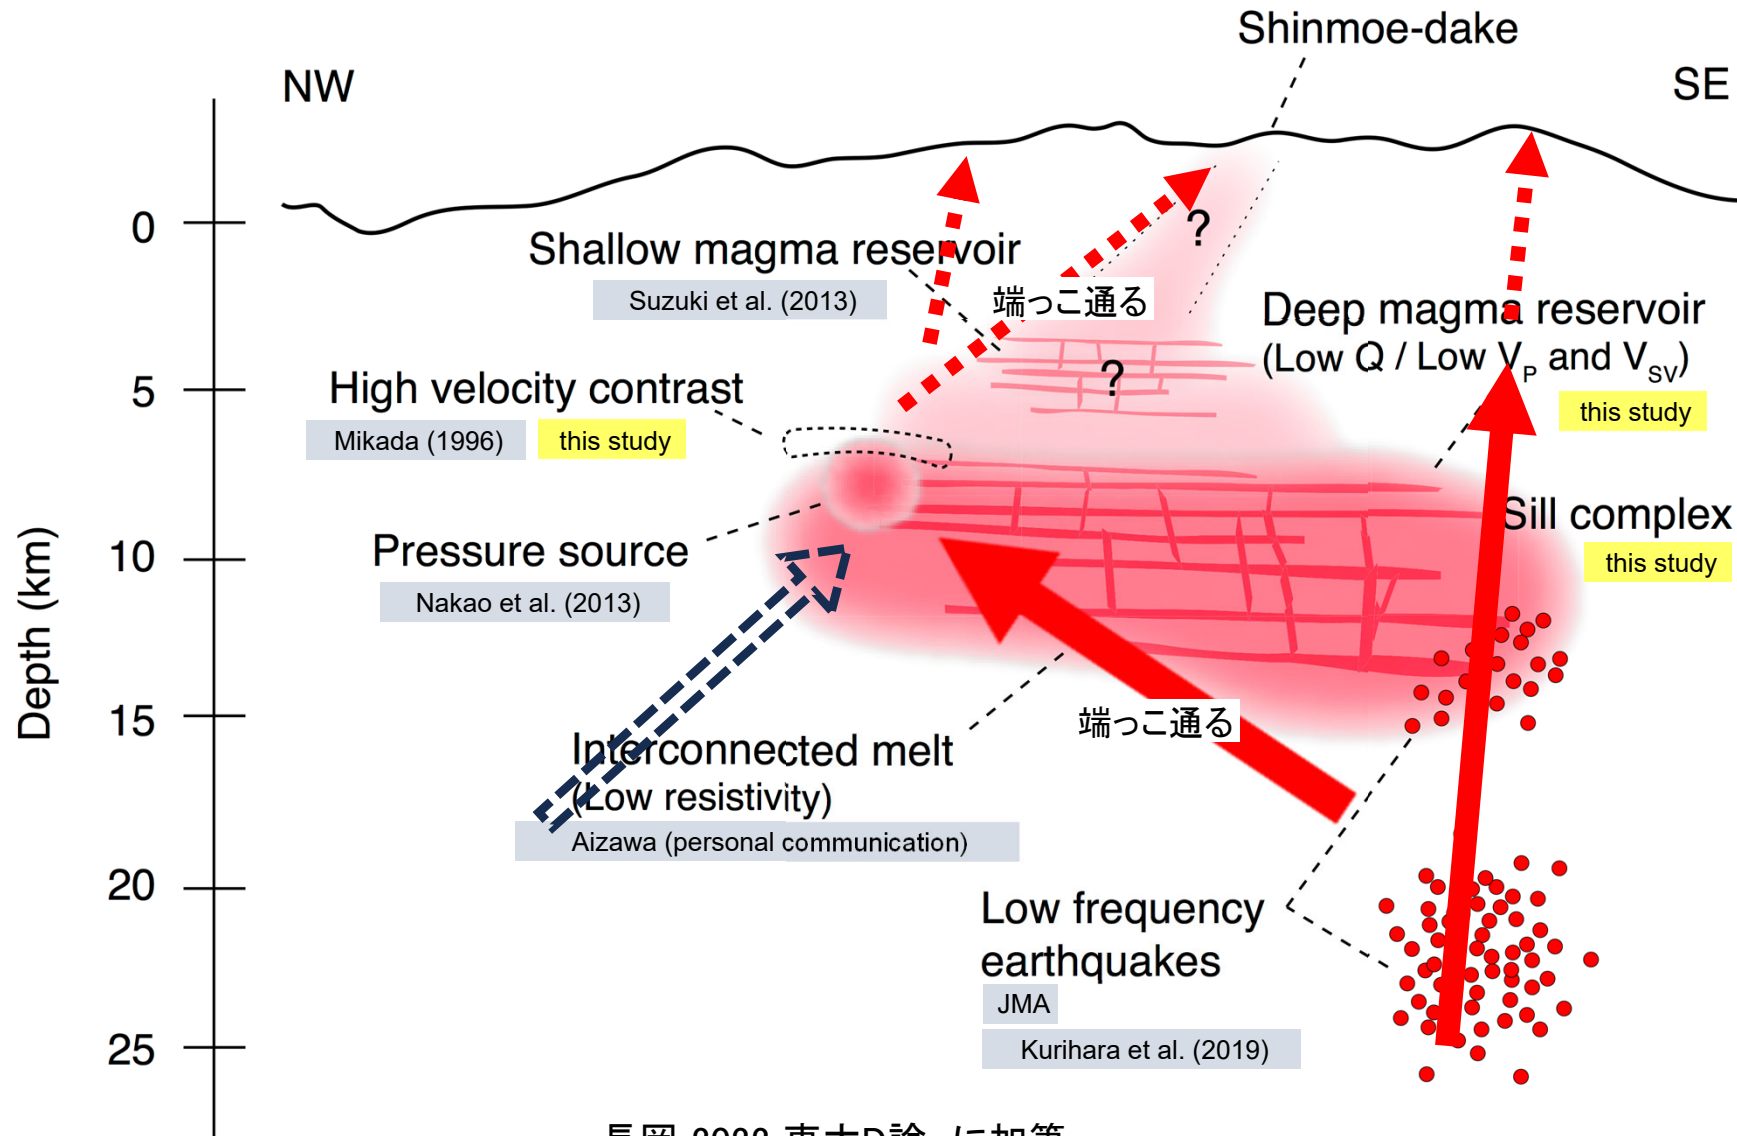 Shinmoe-dake
NW
SE
0
Shallow magma reservoir
Suzuki et al. (2013)
?
端っこ通る
Deep magma reservoir
(Low Q / Low VP and VSV)
this study
?
High velocity contrast
5
Mikada (1996)
this study
Sill complex
this study
Pressure source
10
Nakao et al. (2013)
Depth (km)
15
端っこ通る
Interconnected melt
(Low resistivity)
Aizawa (personal communication)
20
Low frequency
earthquakes
JMA
Kurihara et al. (2019)
25